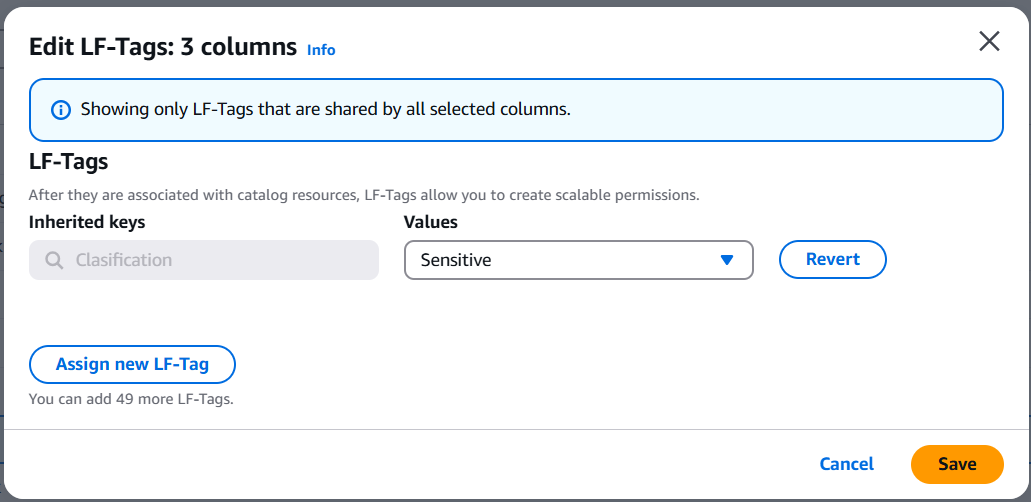 Edit LF-Tags: 3 columns Info
Showing only LF-Tags that are shared by all selected columns.
LF-Tags
After they are associated with catalog resources, LF-Tags allow you to create scalable permissions.
Inherited keys Values
Clasification Sensitive Revert
Assign new LF-Tag
You can add 49 more LF-Tags.
Cancel Save